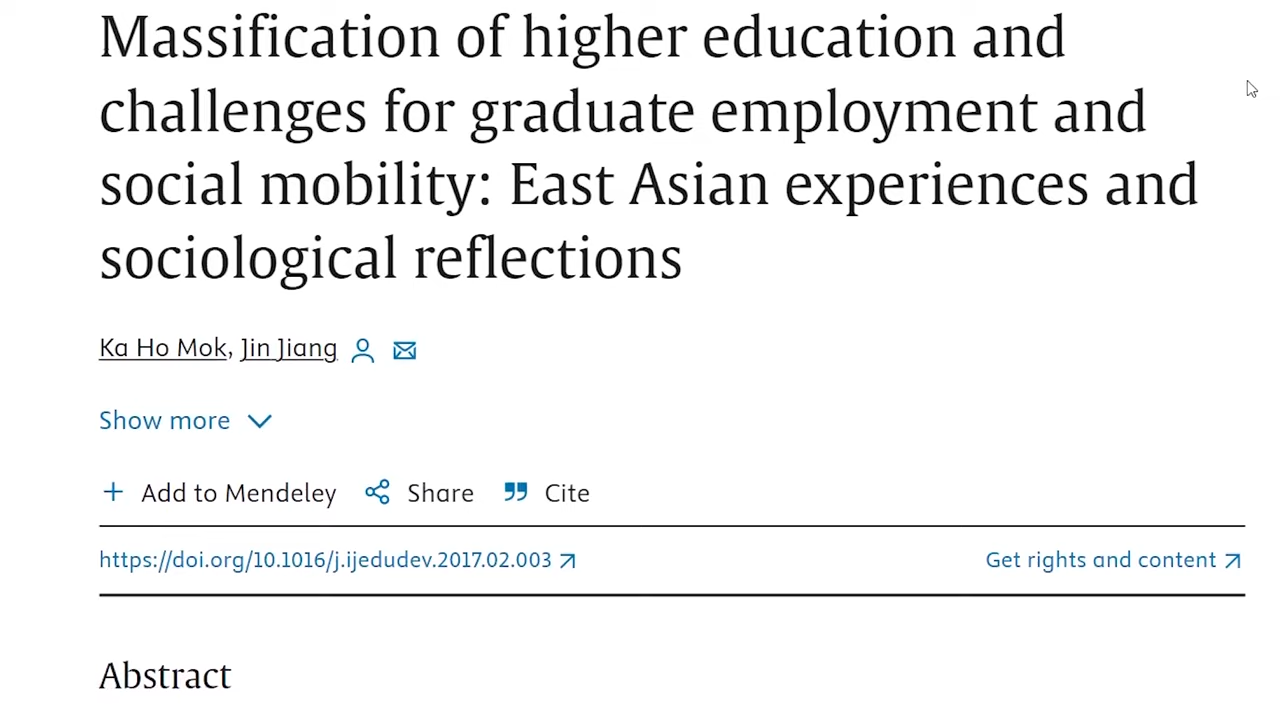 Massification of higher education and
challenges for graduate employment and
social mobility: East Asian experiences and
sociological reflections
Ka Ho Mok, Jin Jiang
Show more
Add to Mendeley Share Cite
https://doi.org/10.1016/j.ijedudev.2017.02.003 Get rights and content
Abstract